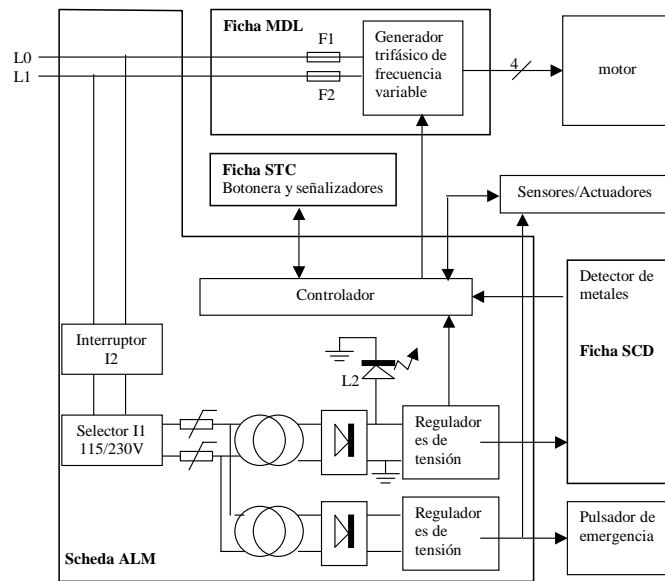 Ficha MDL
F1
L0
L1
F2
Generador
trifásico de
frecuencia
variable
4
motor
Ficha STC
Botonera y señalizadores
Sensores/Actuadores
Controlador
Detector de
metales
Ficha SCD
Interruptor
I2
L2
Selector I1
115/230V
Regulador
es de
tensión
Regulador
es de
tensión
Pulsador de
emergencia
Scheda ALM